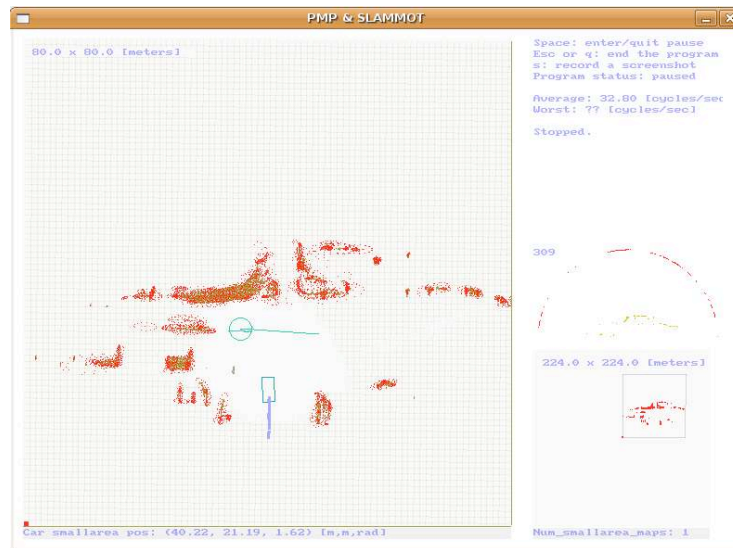 PMP & SLAMMOT
80.0 x 80.0 [meters]
Space: enter/quit pause
Esc or q: end the program
s: record a screenshot
Program status: paused
Average: 32.80 [cycles/sec
Worst: ?? [cycles/sec]
Stopped.
309
224.0 x 224.0 [meters]
Car smallarea pos: (40.22, 21.19, 1.62) [m,m,rad]
Num_smallarea_maps: 1